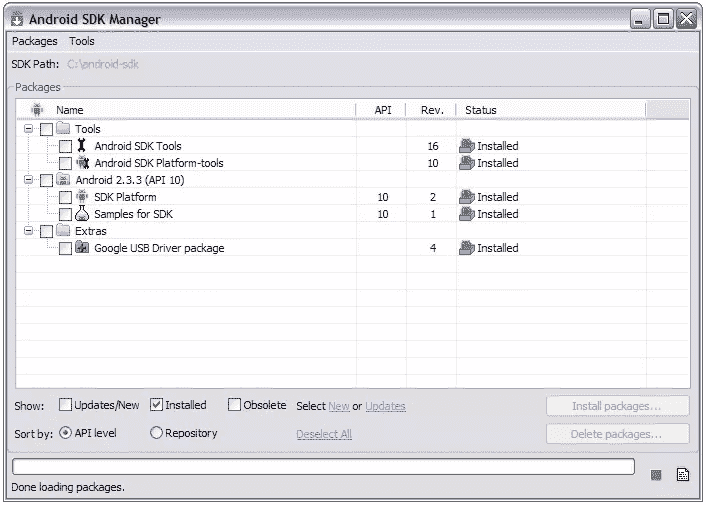 Android SDK Manager
Packages Tools
SDK Path: C:\android-sdk
Packages
Name API Rev. Status
Tools
Android SDK Tools 16 Installed
Android SDK Platform-tools 10 Installed
Android 2.3.3 (API 10)
SDK Platform 10 2 Installed
Samples for SDK 10 1 Installed
Extras
Google USB Driver package 4 Installed
Show: Updates/New Installed Obsolete Select New or Updates Install packages...
Sort by: API level Repository Deselect All Delete packages...
Done loading packages.